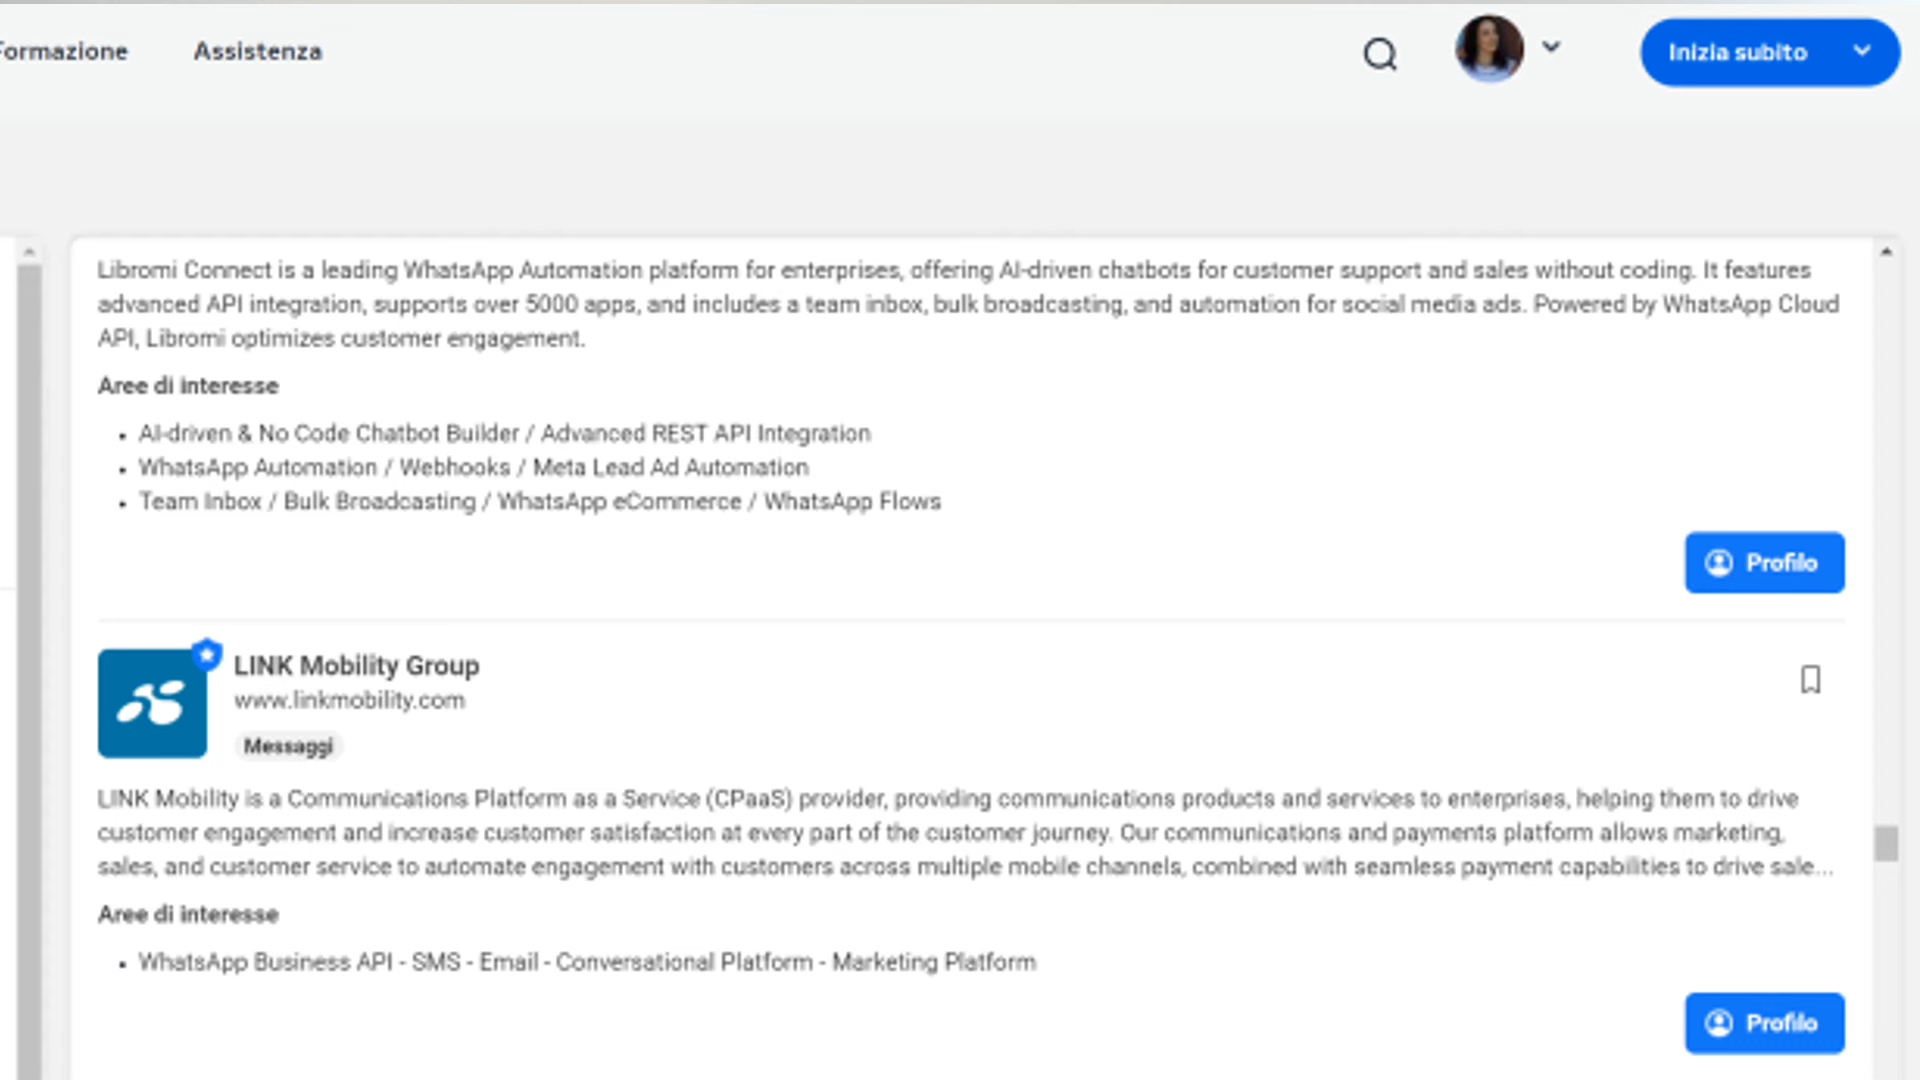 Formazione Assistenza Inizia subito
Libromi Connect is a leading WhatsApp Automation platform for enterprises, offering AI-driven chatbots for customer support and sales without coding. It features
advanced API integration, supports over 5000 apps, and includes a team inbox, bulk broadcasting, and automation for social media ads. Powered by WhatsApp Cloud
API, Libromi optimizes customer engagement.
Aree di interesse
• AI-driven & No Code Chatbot Builder / Advanced REST API Integration
• WhatsApp Automation / Webhooks / Meta Lead Ad Automation
• Team Inbox / Bulk Broadcasting / WhatsApp eCommerce / WhatsApp Flows
Profilo
LINK Mobility Group
www.linkmobility.com
Messaggi
LINK Mobility is a Communications Platform as a Service (CPaaS) provider, providing communications products and services to enterprises, helping them to drive
customer engagement and increase customer satisfaction at every part of the customer journey. Our communications and payments platform allows marketing,
sales, and customer service to automate engagement with customers across multiple mobile channels, combined with seamless payment capabilities to drive sale...
Aree di interesse
• WhatsApp Business API - SMS - Email - Conversational Platform - Marketing Platform
Profilo